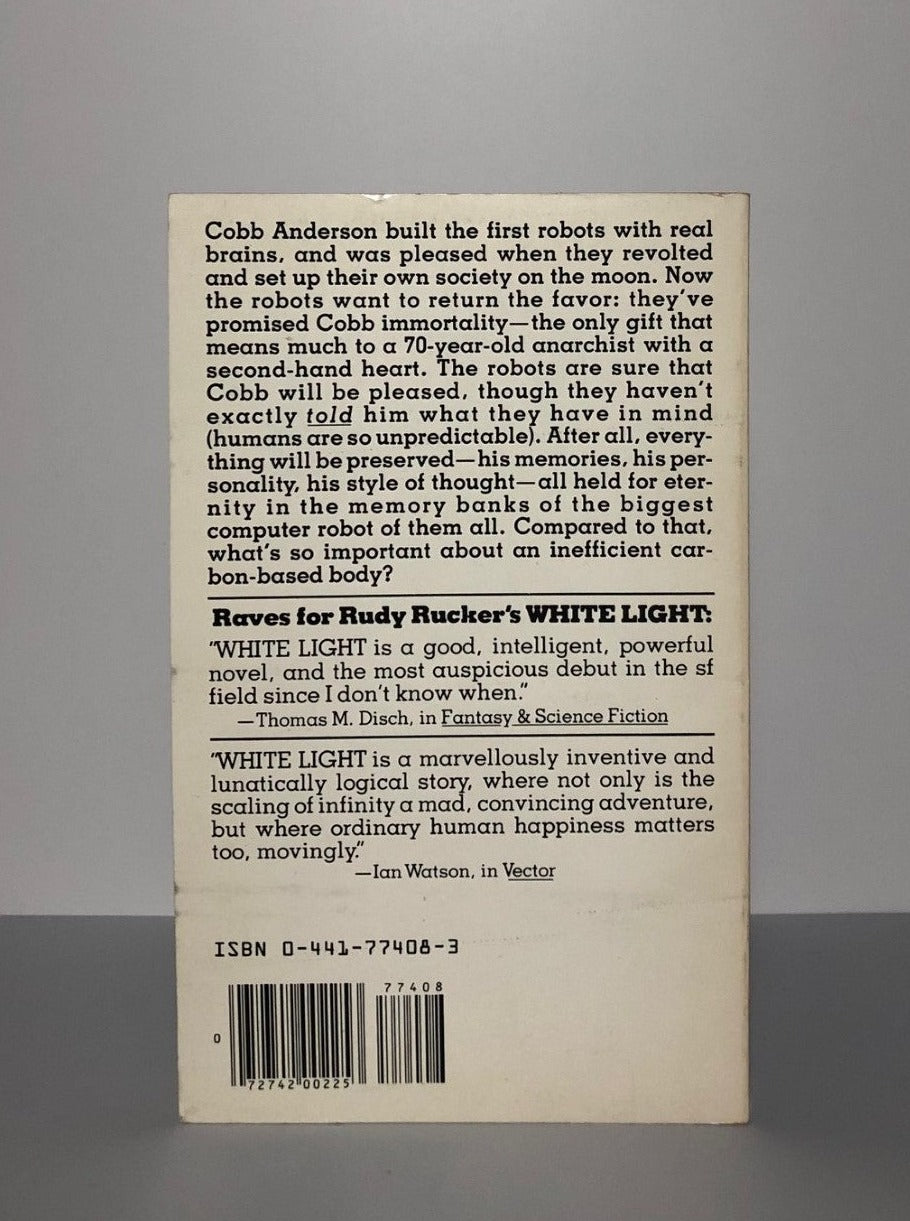 Cobb Anderson built the first robots with real
brains, and was pleased when they revolted
and set up their own society on the moon. Now
the robots want to return the favor: they've
promised Cobb immortality—the only gift that
means much to a 70-year-old anarchist with a
second-hand heart. The robots are sure that
Cobb will be pleased, though they haven't
exactly told him what they have in mind
(humans are so unpredictable). After all, every-
thing will be preserved—his memories, his per-
sonality, his style of thought—all held for eter-
nity in the memory banks of the biggest
computer robot of them all. Compared to that,
what's so important about an inefficient car-
bon-based body?
Raves for Rudy Rucker's WHITE LIGHT:
"WHITE LIGHT is a good, intelligent, powerful
novel, and the most auspicious debut in the sf
field since I don't know when."
—Thomas M. Disch, in Fantasy & Science Fiction
"WHITE LIGHT is a marvellously inventive and
lunatically logical story, where not only is the
scaling of infinity a mad, convincing adventure,
but where ordinary human happiness matters
too, movingly."
—Ian Watson, in Vector
ISBN 0-441-77408-3
77408
0
72742 00225